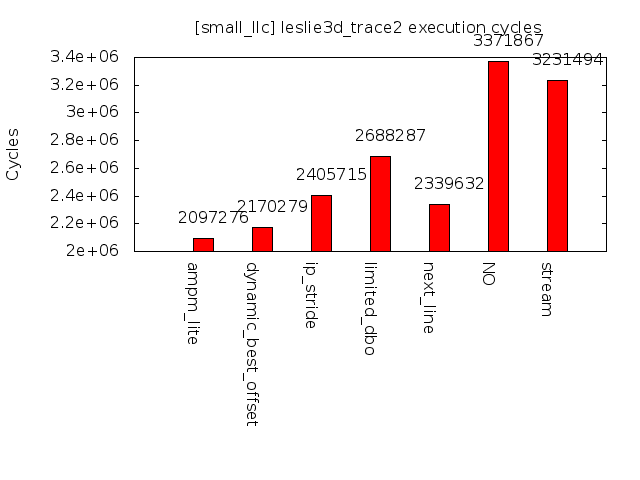 [small_llc] leslie3d_trace2 execution cycles
3.4e+06
3.2e+06
3e+06
2.8e+06
2.6e+06
2.4e+06
2.2e+06
2e+06
Cycles
2097276
2170279
2405715
2688287
2339632
3371867
3231494
ampm_lite
dynamic_best_offset
ip_stride
limited_dbo
next_line
NO
stream